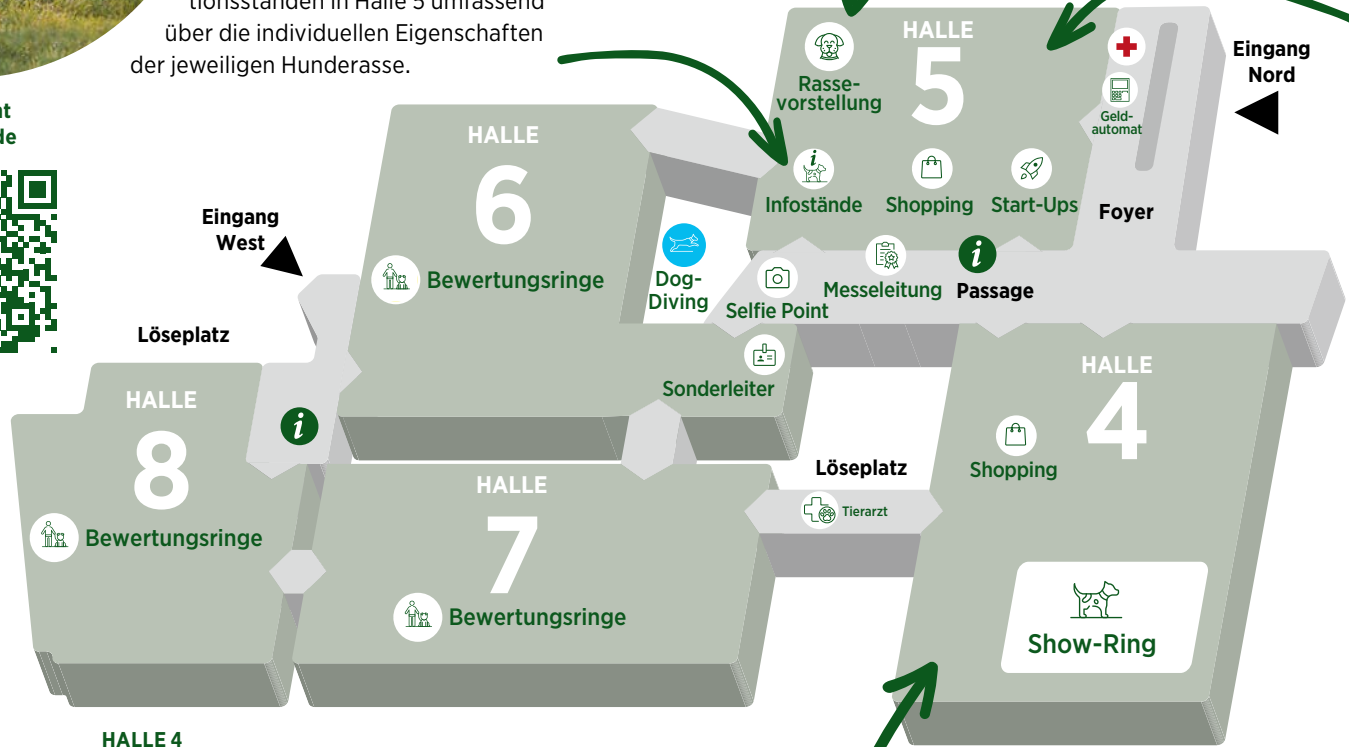 über die individuellen Eigenschaften
der jeweiligen Hunderasse.
HALLE
5
Rasse-
vorstellung
Geld-
automat
Eingang
Nord
Infostände
Shopping
Start-Ups
Foyer
HALLE
6
Bewertungsringe
Eingang
West
Dog-
Diving
Selfie Point
Messeleitung
Passage
Löseplatz
Sonderleiter
HALLE
8
Bewertungsringe
HALLE
7
Bewertungsringe
Löseplatz
Tierarzt
HALLE
4
Shopping
Show-Ring
HALLE 4